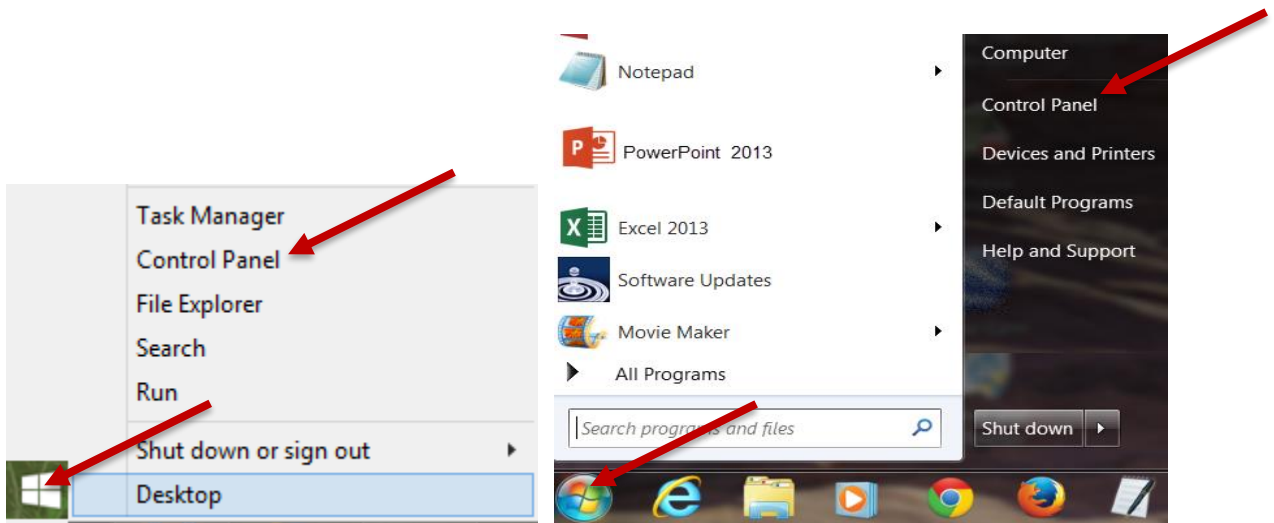 Task Manager
Control Panel
File Explorer
Search
Run
Shut down or sign out
Desktop
Notepad
PowerPoint 2013
Excel 2013
Software Updates
Movie Maker
All Programs
Search programs and files
Computer
Control Panel
Devices and Printers
Default Programs
Help and Support
Shut down